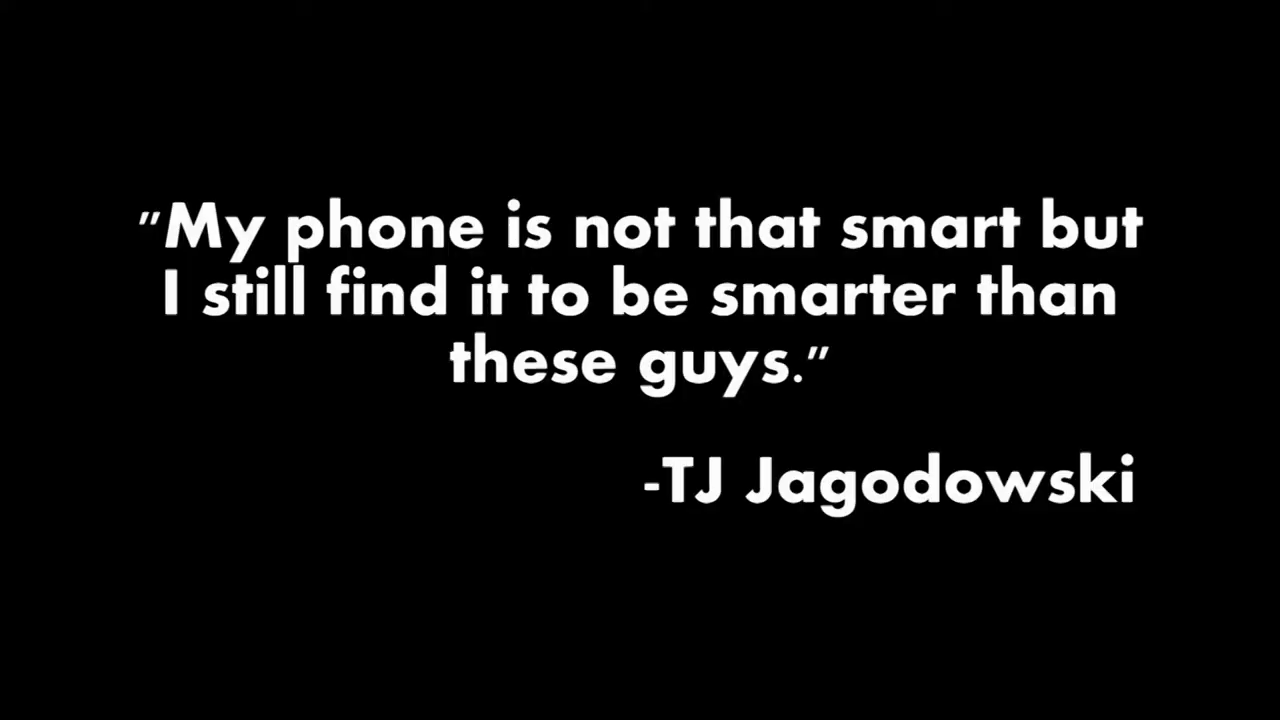 "My phone is not that smart but
I still find it to be smarter than
these guys."
-TJ Jagodowski